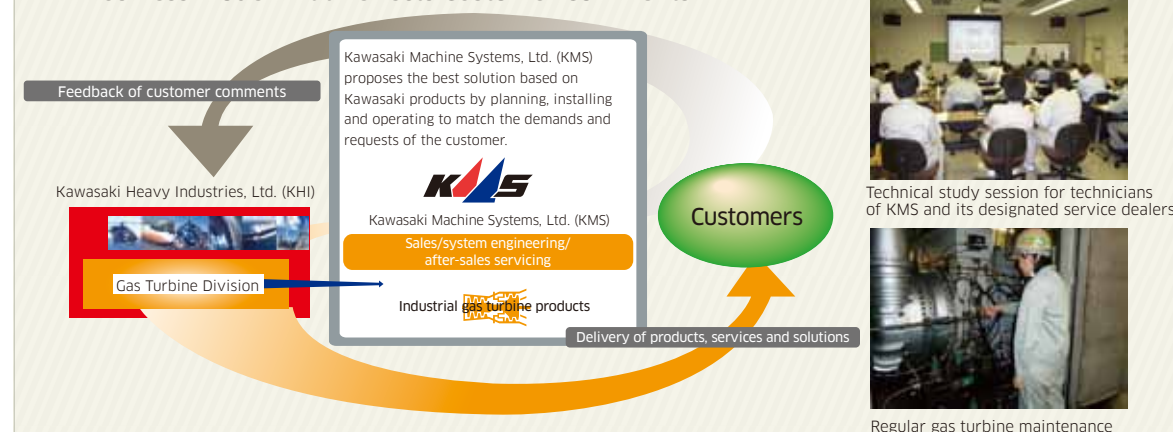 Kawasaki Machine Systems, Ltd. (KMS)
proposes the best solution based on
Kawasaki products by planning, installing
and operating to match the demands and
requests of the customer.
Feedback of customer comments
Kawasaki Heavy Industries, Ltd. (KHI)
KMS
Kawasaki Machine Systems, Ltd. (KMS)
Sales/system engineering/
after-sales servicing
Gas Turbine Division
Industrial gas turbine products
Customers
Delivery of products, services and solutions
Technical study session for technicians
of KMS and its designated service dealers
Regular gas turbine maintenance